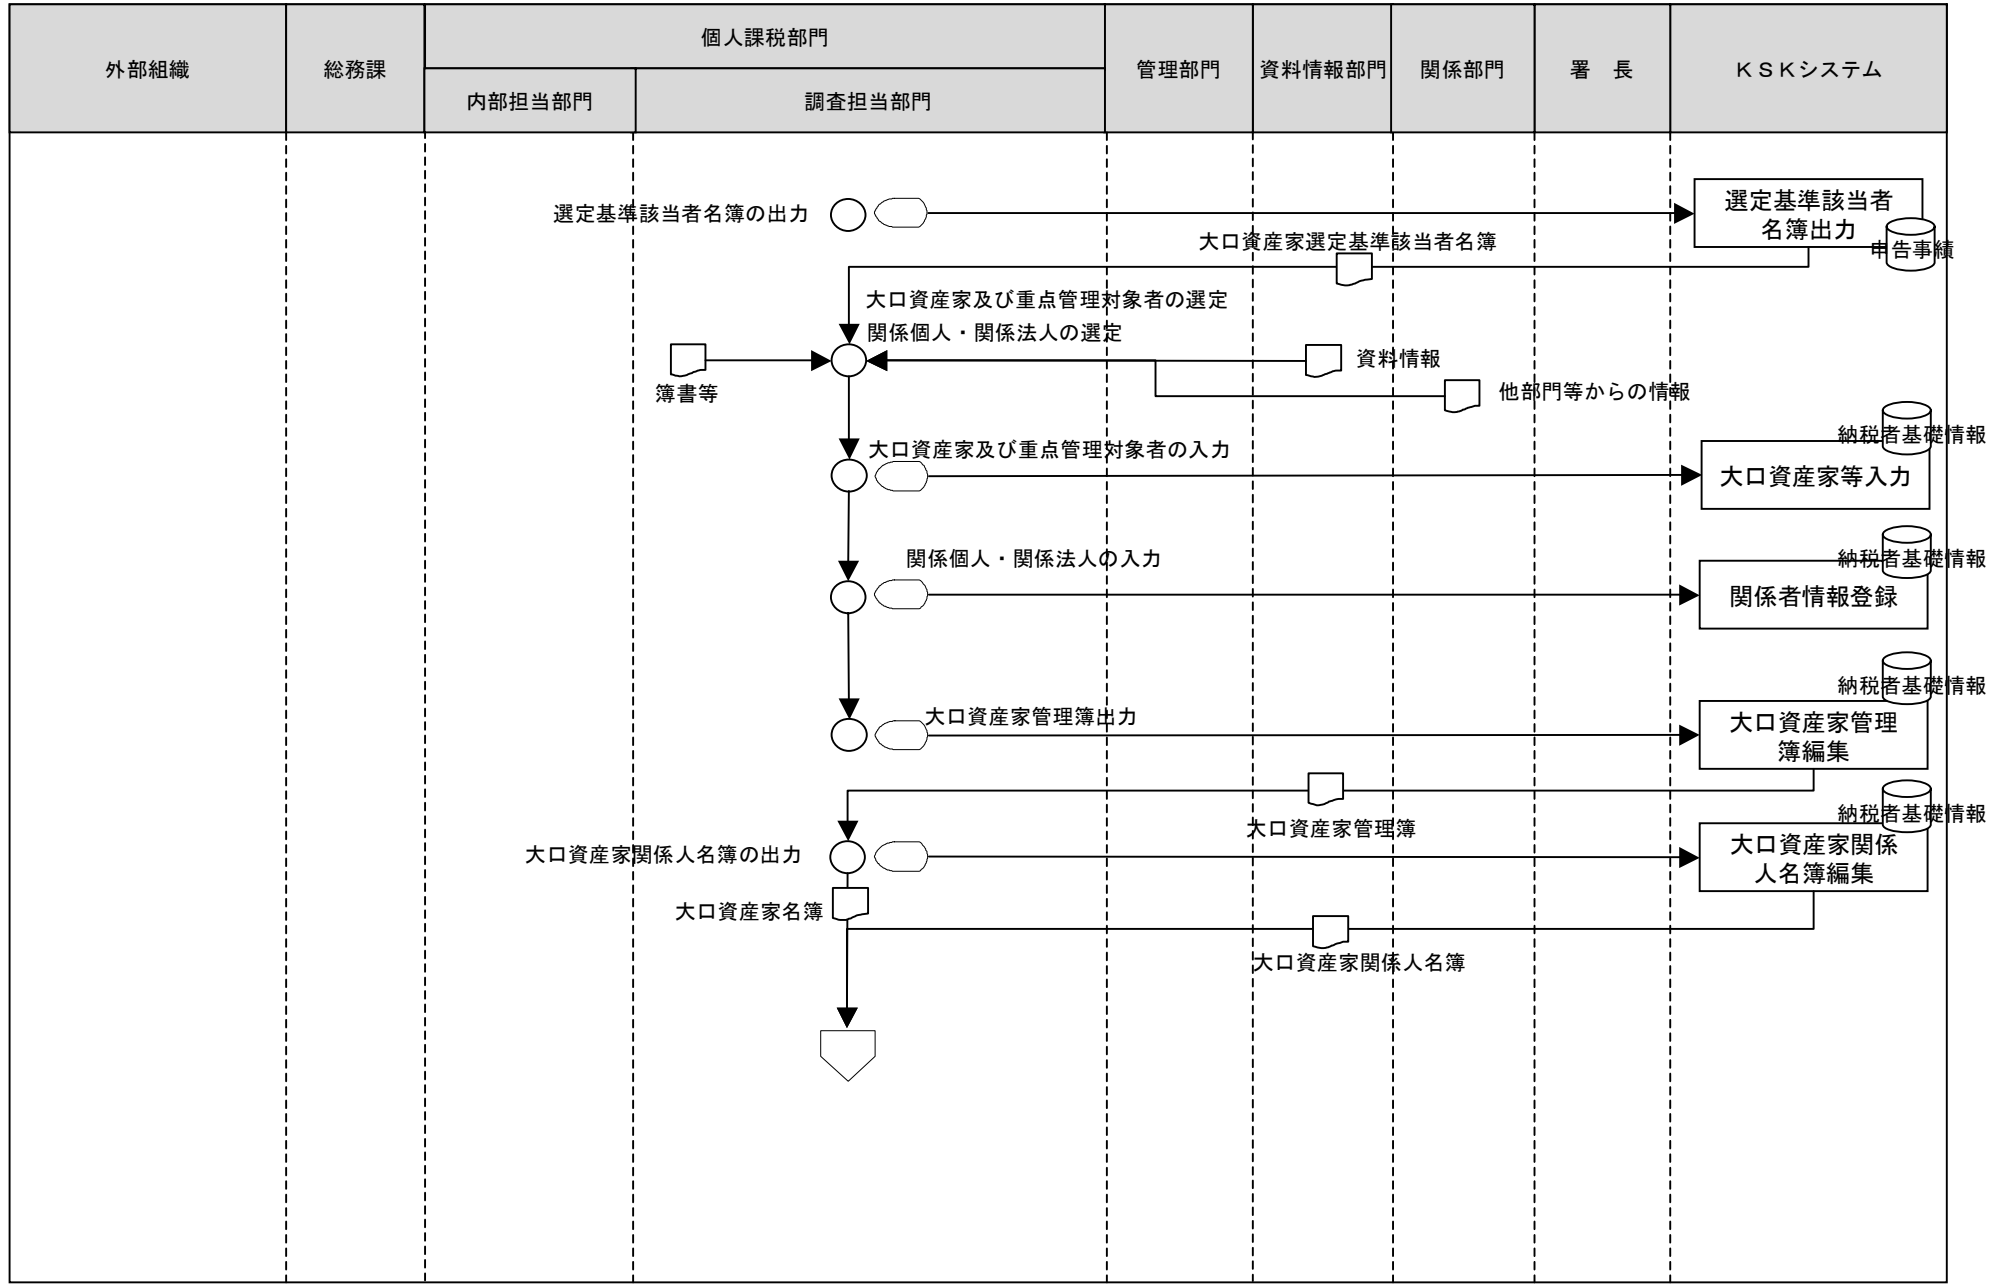 外部組織
総務課
個人課税部門
内部担当部門
調査担当部門
管理部門
資料情報部門
関係部門
署　長
ＫＳＫシステム
選定基準該当者名簿の出力
選定基準該当者
名簿出力
申告事績
大口資産家選定基準該当者名簿
大口資産家及び重点管理対象者の選定
関係個人・関係法人の選定
簿書等
資料情報
他部門等からの情報
大口資産家及び重点管理対象者の入力
納税者基礎情報
大口資産家等入力
関係個人・関係法人の入力
納税者基礎情報
関係者情報登録
大口資産家管理簿出力
納税者基礎情報
大口資産家管理
簿編集
大口資産家管理簿
大口資産家関係人名簿の出力
納税者基礎情報
大口資産家関係
人名簿編集
大口資産家名簿
大口資産家関係人名簿